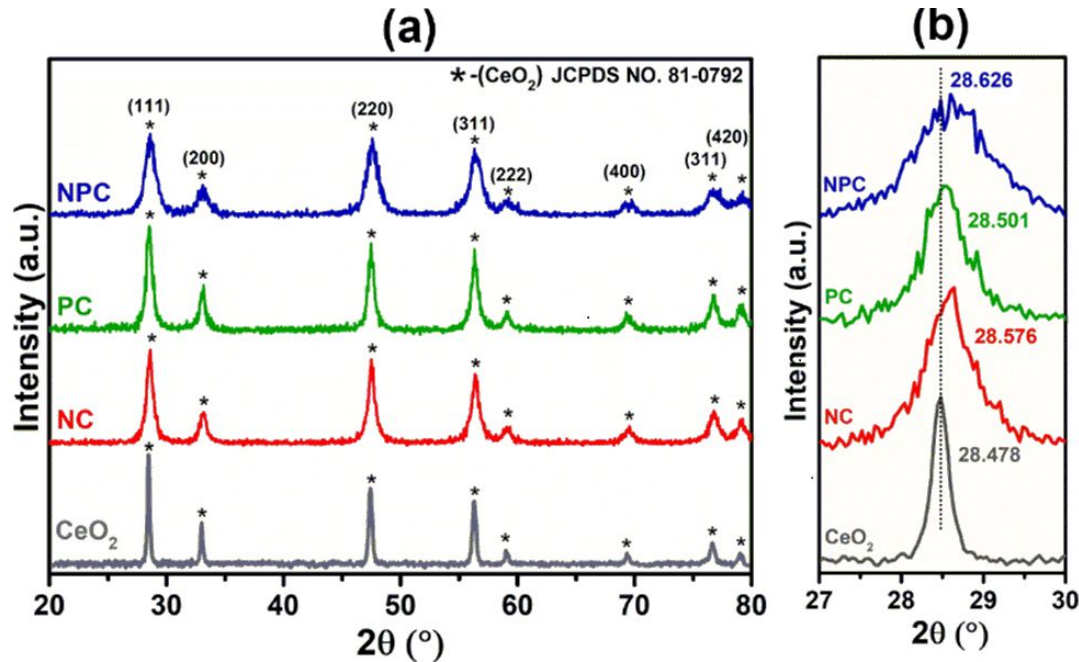 (a)
*-(CeO₂) JCPDS NO. 81-0792
(111)
(200)
(220)
(311)
(222)
(400)
(311)
(420)
NPC
PC
NC
CeO₂
Intensity (a.u.)
20 30 40 50 60 70 80
2θ (°)
(b)
28.626
NPC
28.501
PC
28.576
NC
28.478
CeO₂
Intensity (a.u.)
27 28 29 30
2θ (°)